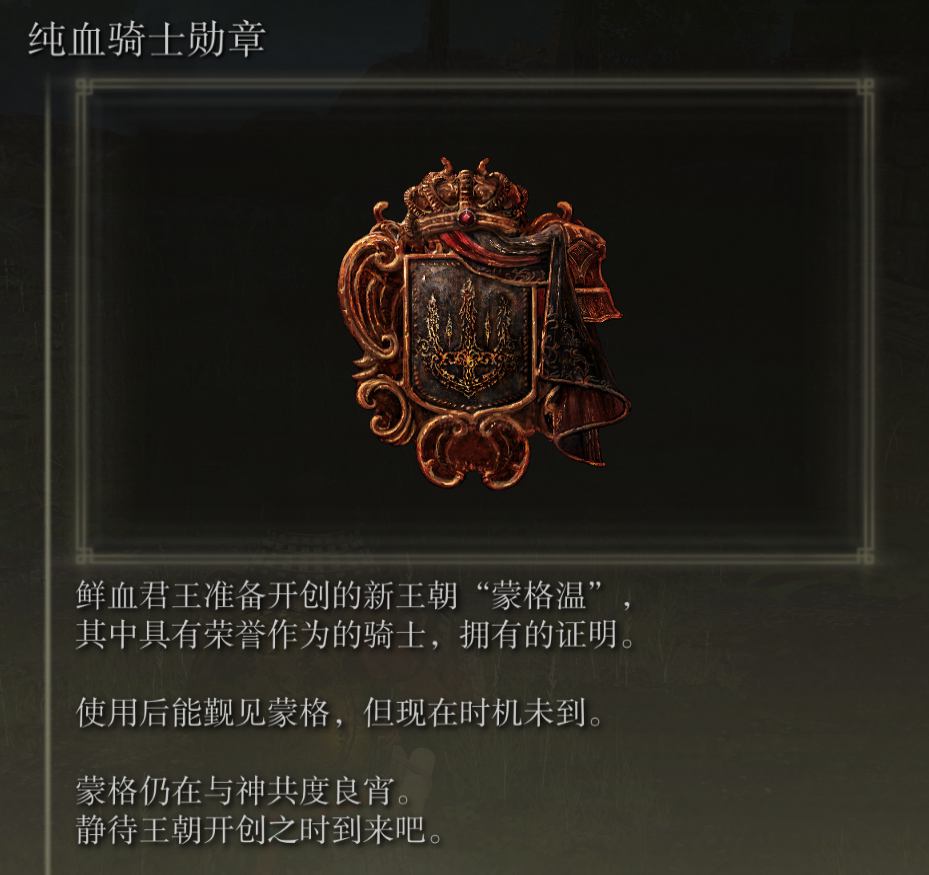 纯血骑士勋章
鲜血君王准备开创的新王朝“蒙格温”，
其中具有荣誉作为的骑士，拥有的证明。
使用后能觐见蒙格，但现在时机未到。
蒙格仍在与神共度良宵。
静待王朝开创之时到来吧。